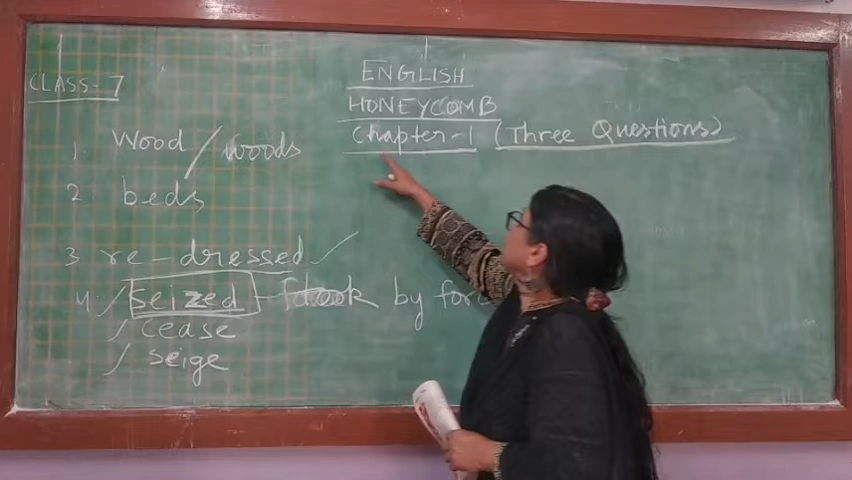 CLASS-7
ENGLISH
HONEYCOMB
Chapter-1 (Three Questions)
1. Wood / woods
2. beds
3 re-dressed
4. seized - took by for
cease
seige